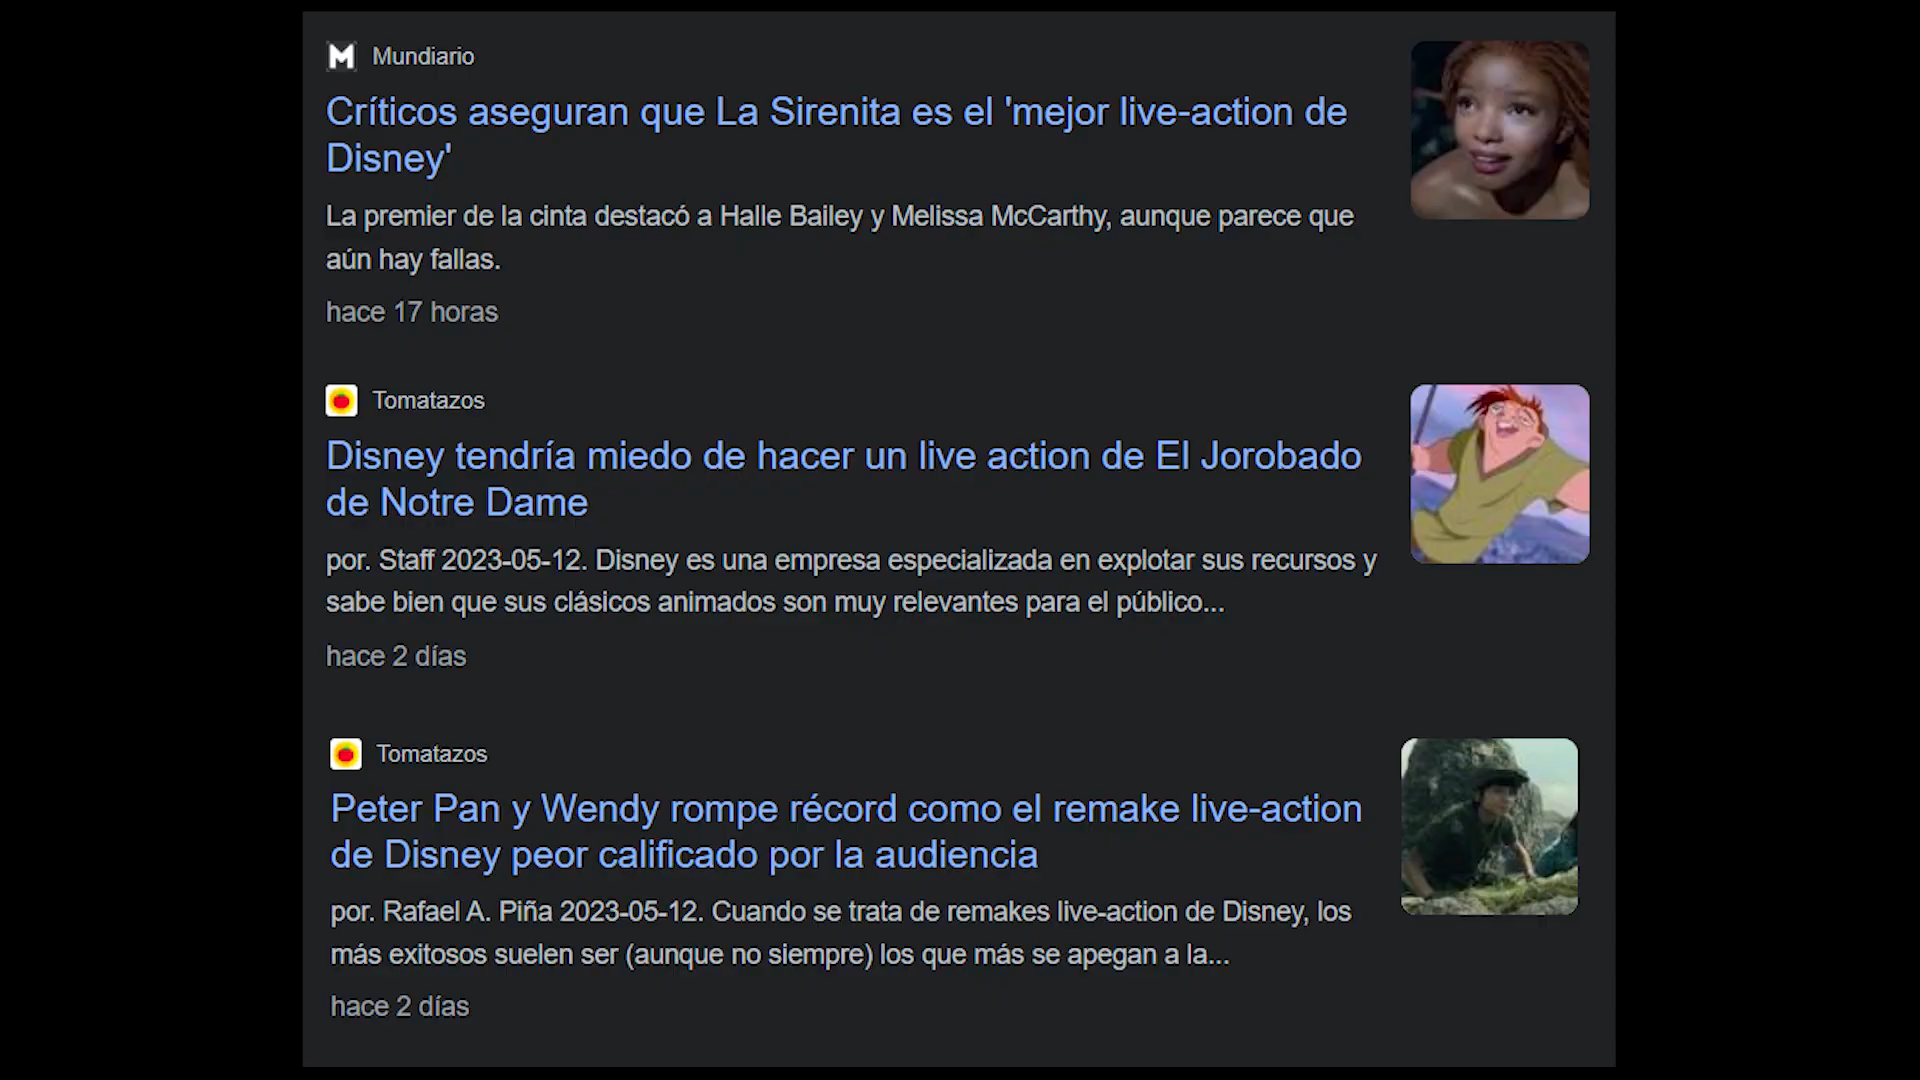 Mundiario
Críticos aseguran que La Sirenita es el 'mejor live-action de
Disney'
La premier de la cinta destacó a Halle Bailey y Melissa McCarthy, aunque parece que
aún hay fallas.
hace 17 horas
Tomatazos
Disney tendría miedo de hacer un live action de El Jorobado
de Notre Dame
por. Staff 2023-05-12. Disney es una empresa especializada en explotar sus recursos y
sabe bien que sus clásicos animados son muy relevantes para el público...
hace 2 días
Tomatazos
Peter Pan y Wendy rompe récord como el remake live-action
de Disney peor calificado por la audiencia
por. Rafael A. Piña 2023-05-12. Cuando se trata de remakes live-action de Disney, los
más exitosos suelen ser (aunque no siempre) los que más se apegan a la...
hace 2 días